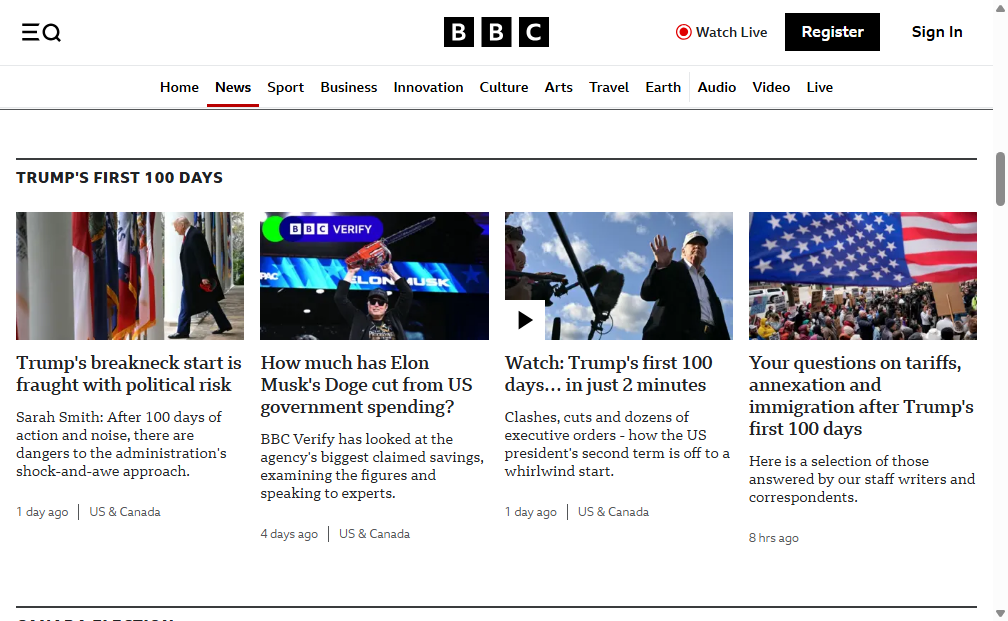 BBC
Watch Live
Register
Sign In
Home
News
Sport
Business
Innovation
Culture
Arts
Travel
Earth
Audio
Video
Live
TRUMP'S FIRST 100 DAYS
Trump's breakneck start is
fraught with political risk
Sarah Smith: After 100 days of
action and noise, there are
dangers to the administration's
shock-and-awe approach.
1 day ago
US & Canada
BBC VERIFY
PAC
ELON MUSK
How much has Elon
Musk's Doge cut from US
government spending?
BBC Verify has looked at the
agency's biggest claimed savings,
examining the figures and
speaking to experts.
4 days ago
US & Canada
Watch: Trump's first 100
days... in just 2 minutes
Clashes, cuts and dozens of
executive orders - how the US
president's second term is off to a
whirlwind start.
1 day ago
US & Canada
Your questions on tariffs,
annexation and
immigration after Trump's
first 100 days
Here is a selection of those
answered by our staff writers and
correspondents.
8 hrs ago
CANADA ELECTION